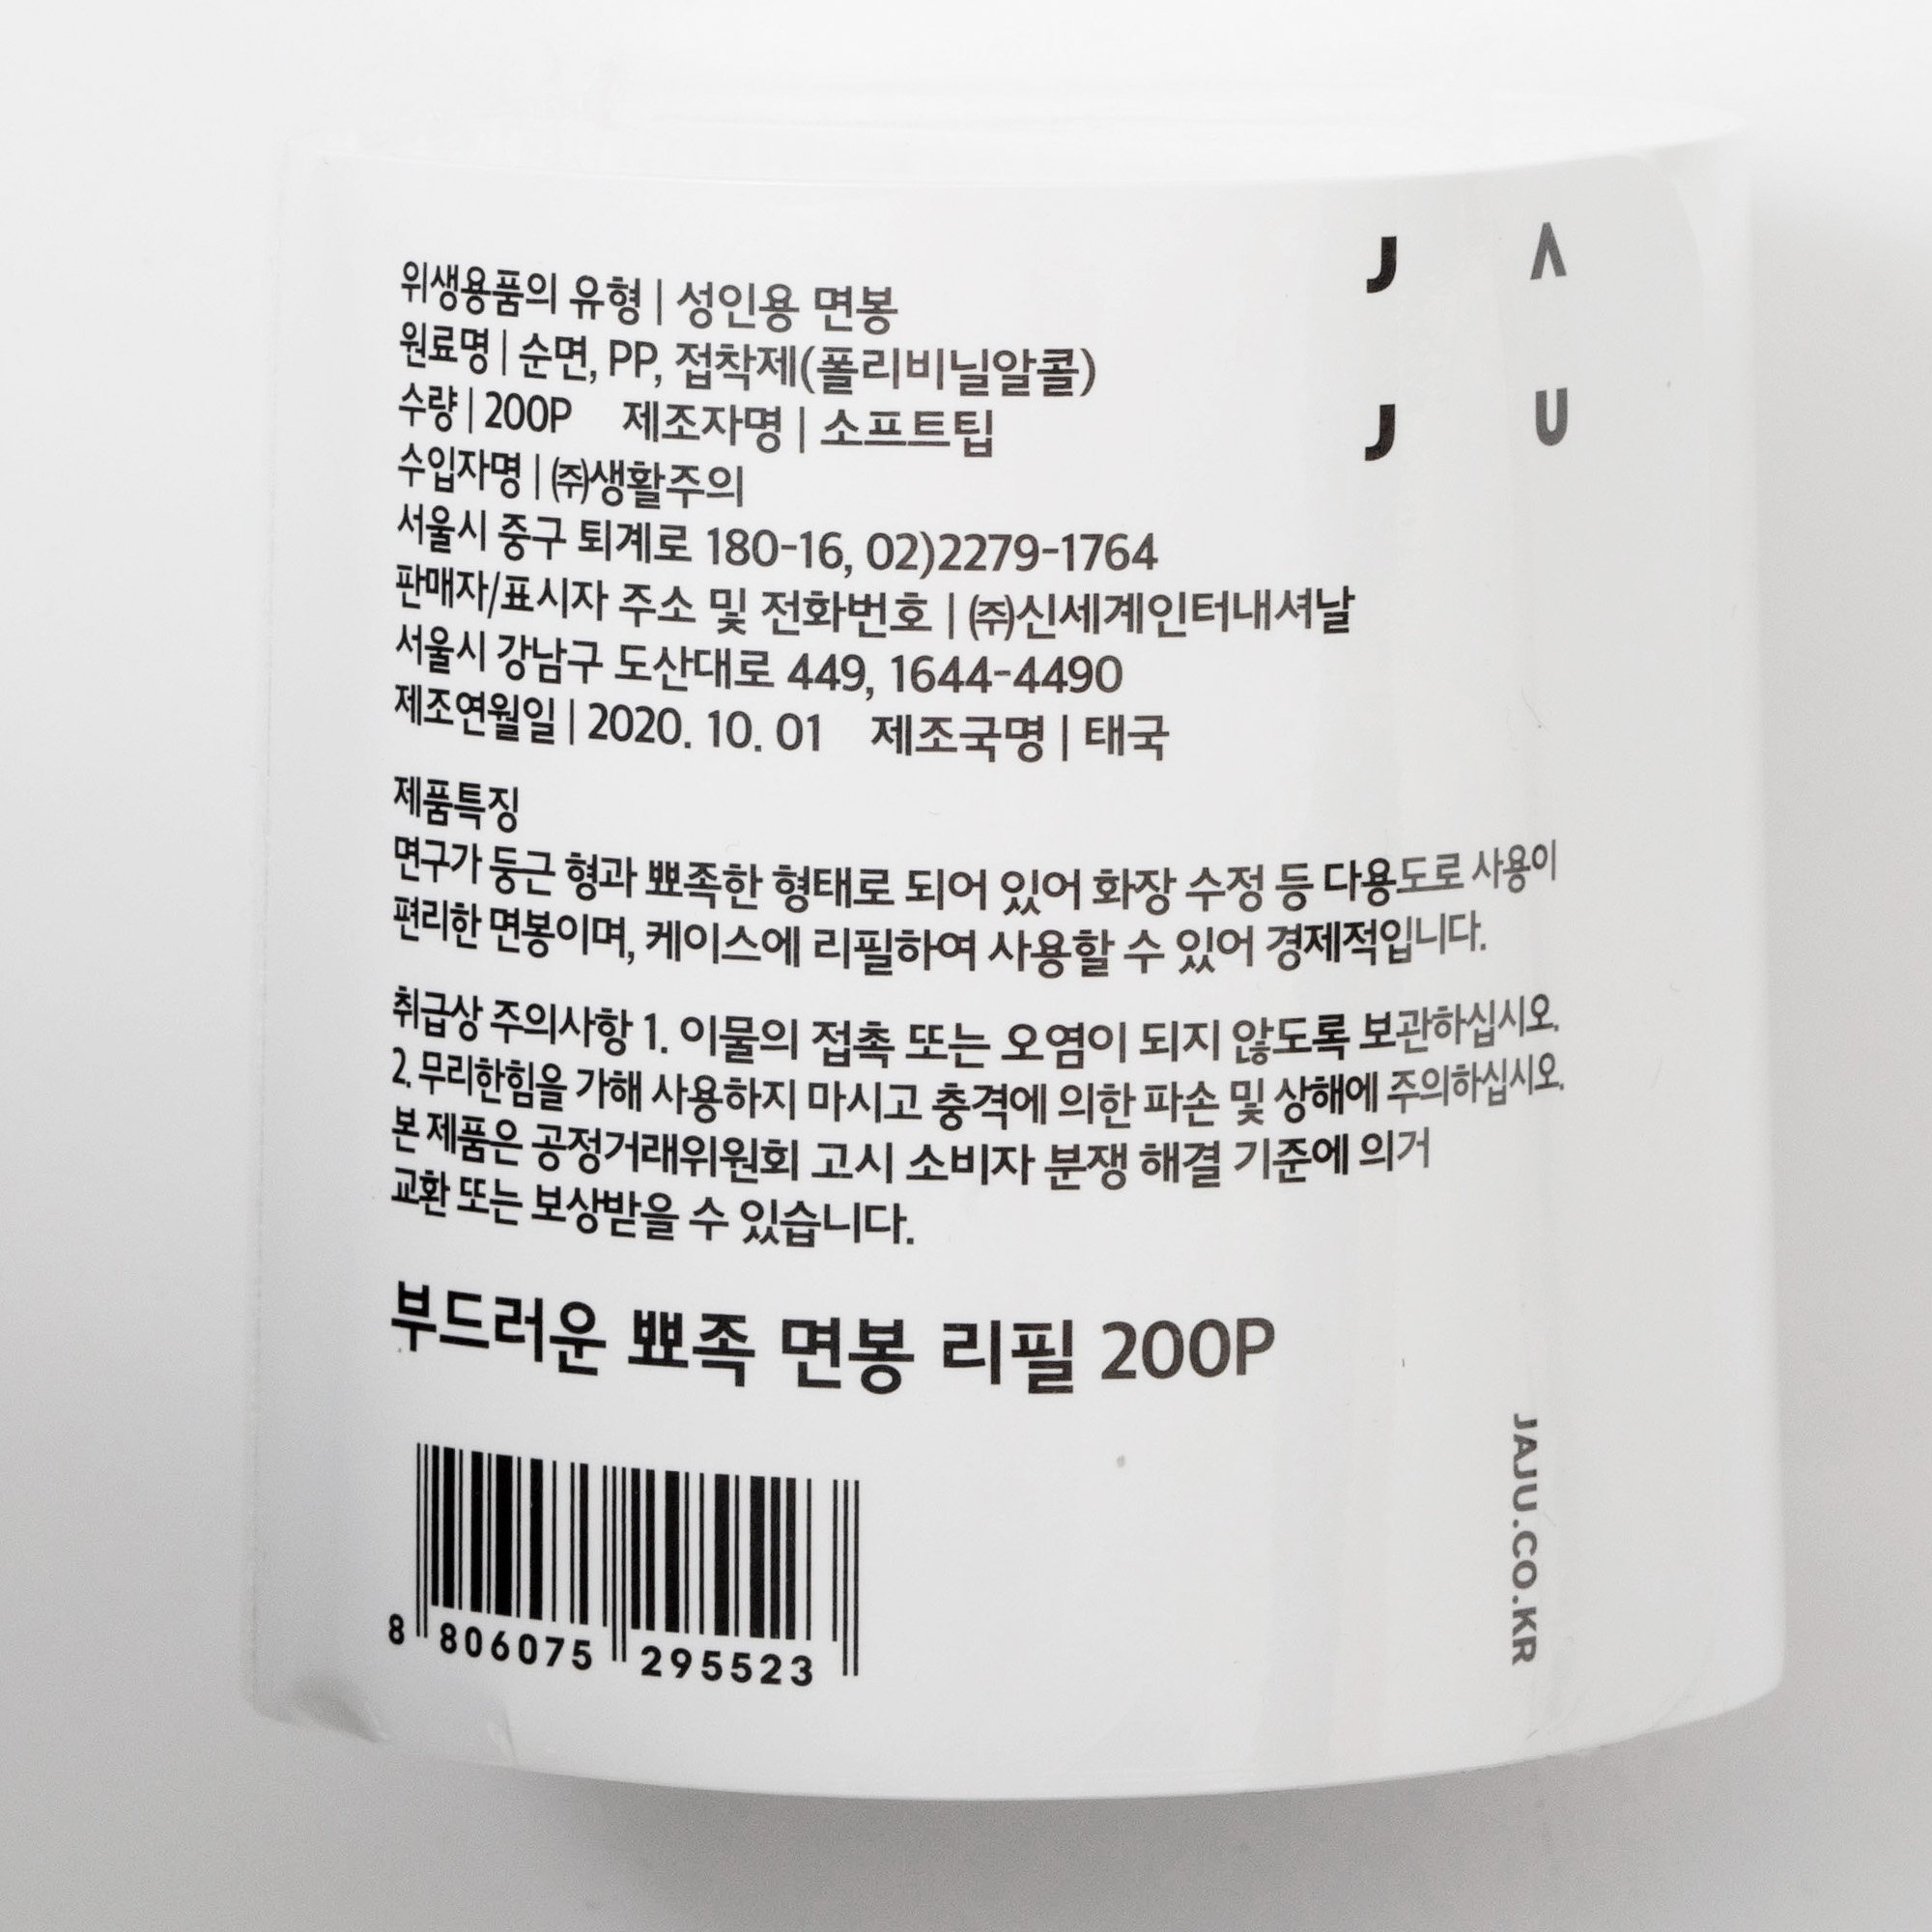 J Λ
J U
위생용품의 유형 | 성인용 면봉
원료명 | 순면, PP, 접착제(폴리비닐알콜)
수량 | 200P 제조자명 | 소프트팁
수입자명 | ㈜생활주의
서울시 중구 퇴계로 180-16, 02)2279-1764
판매자/표시자 주소 및 전화번호 | ㈜신세계인터내셔날
서울시 강남구 도산대로 449, 1644-4490
제조연월일 | 2020. 10. 01 제조국명 | 태국
제품특징
면구가 둥근 형과 뾰족한 형태로 되어 있어 화장 수정 등 다용도로 사용이
편리한 면봉이며, 케이스에 리필하여 사용할 수 있어 경제적입니다.
취급상 주의사항 1. 이물의 접촉 또는 오염이 되지 않도록 보관하십시오.
2. 무리한힘을 가해 사용하지 마시고 충격에 의한 파손 및 상해에 주의하십시오.
본 제품은 공정거래위원회 고시 소비자 분쟁 해결 기준에 의거
교환 또는 보상받을 수 있습니다.
부드러운 뾰족 면봉 리필 200P
8 806075 295523
JAJU.CO.KR